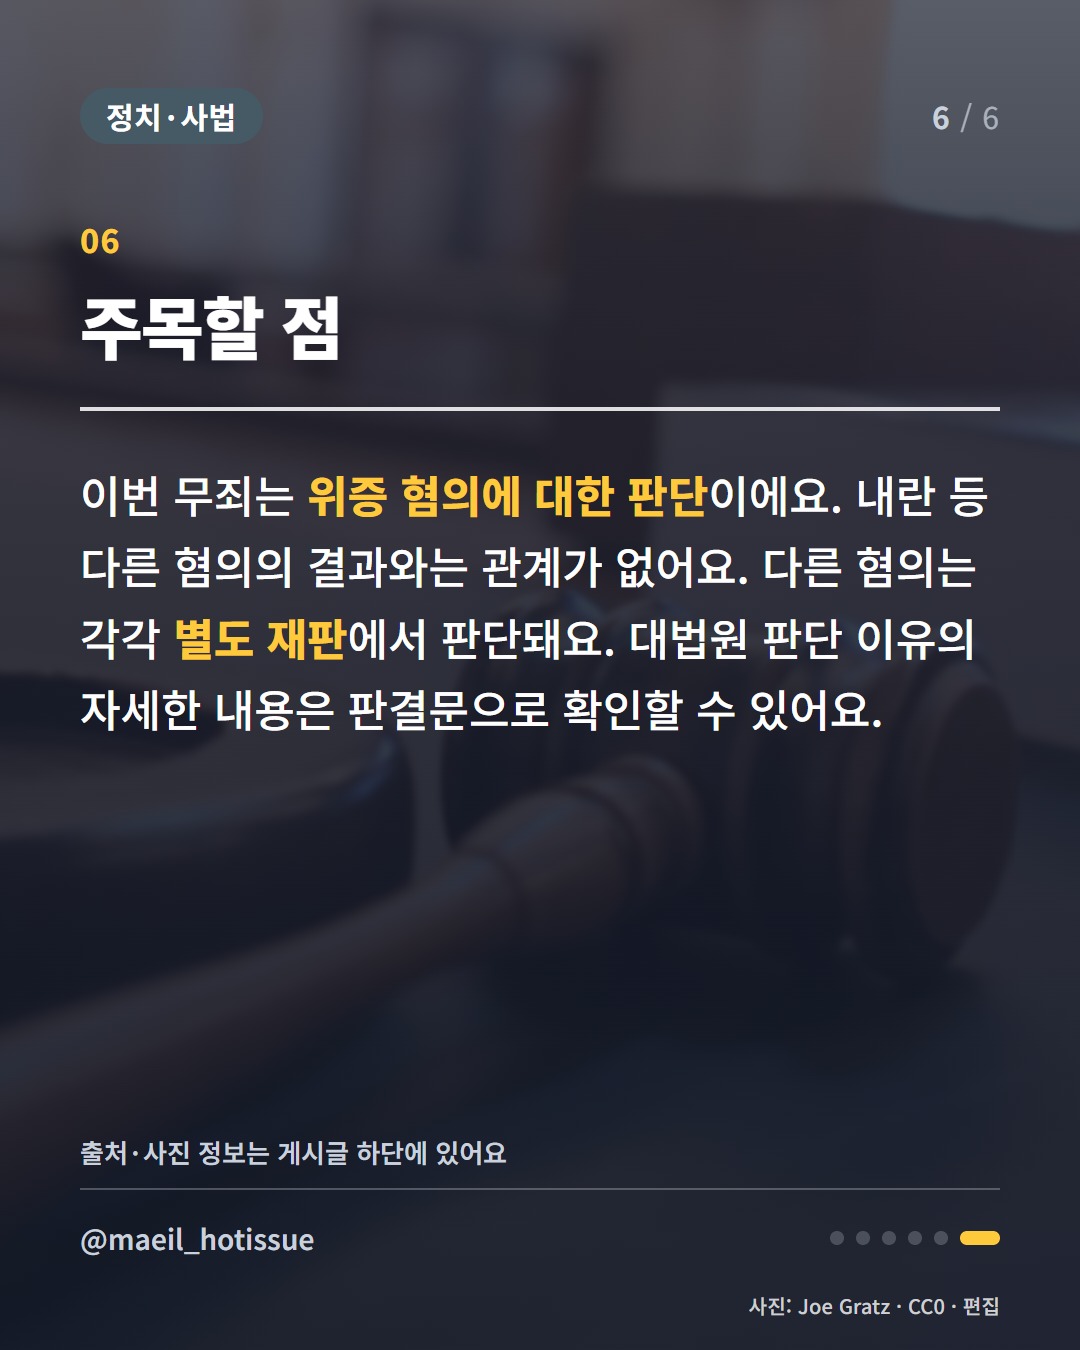 정치·사법
6 / 6
06
주목할 점
이번 무죄는 위증 혐의에 대한 판단이에요. 내란 등
다른 혐의의 결과와는 관계가 없어요. 다른 혐의는
각각 별도 재판에서 판단돼요. 대법원 판단 이유의
자세한 내용은 판결문으로 확인할 수 있어요.
출처·사진 정보는 게시글 하단에 있어요
@maeil_hotissue
사진: Joe Gratz · CC0 · 편집